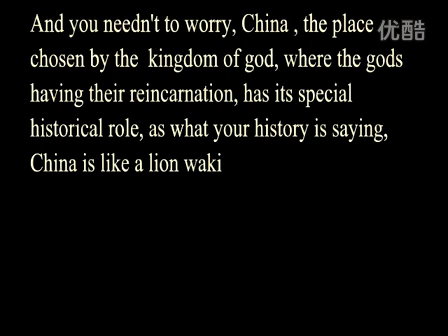 And you needn't to worry, China , the place
优酷
chosen by the  kingdom of god, where the gods
having their reincarnation, has its special
historical role, as what your history is saying,
China is like a lion waki